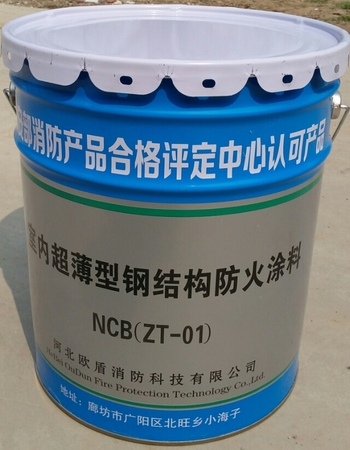 部消防产品合格评定中心认可产品
室内超薄型钢结构防火涂料
NCB(ZT-01)
河北欧盾消防科技有限公司
Hebei OuDun Fire Protection Technology Co.,Ltd.
地址:廊坊市广阳区北旺乡小海子